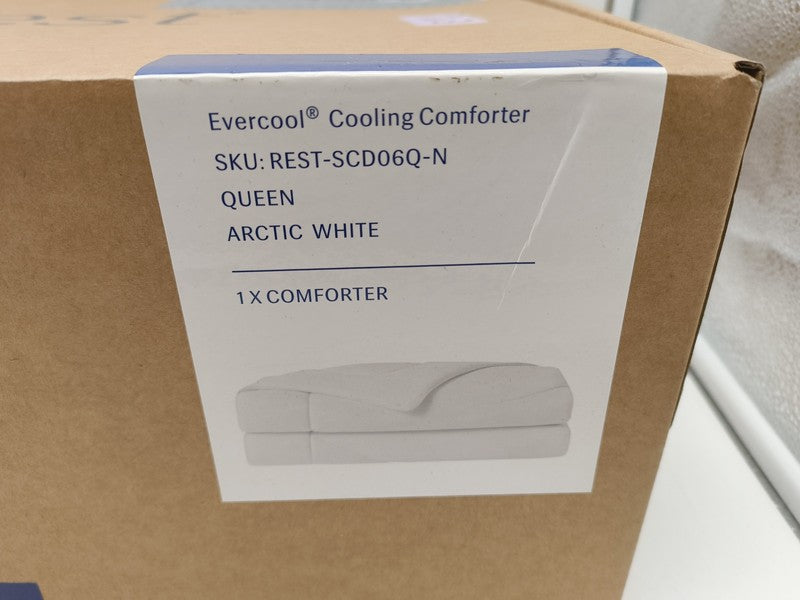 Evercool® Cooling Comforter
SKU: REST-SCD06Q-N
QUEEN
ARCTIC WHITE
1 X COMFORTER